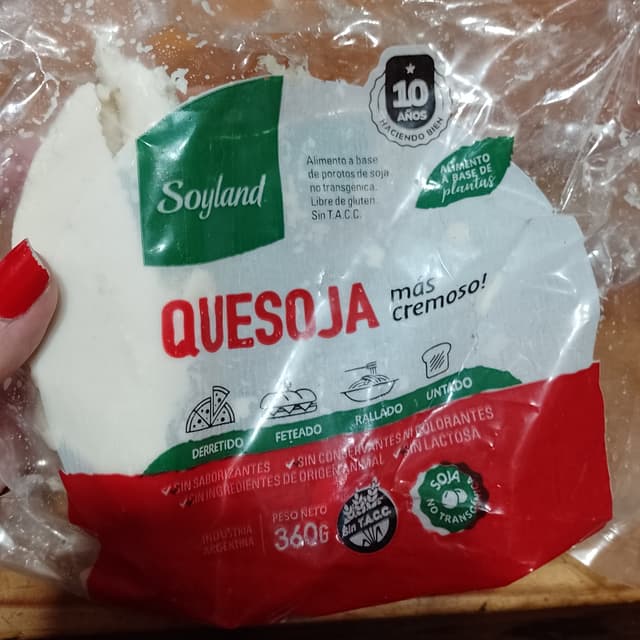 10
AÑOS
HACIENDO BIEN
Soyland
Alimento a base
de porotos de soja
no transgénica.
Libre de gluten.
Sin T.A.C.C.
ALIMENTO
A BASE DE
plantas
QUESOJA
más
cremoso!
DERRETIDO
FETEADO
RALLADO
UNTADO
SIN SABORIZANTES
SIN CONSERVANTES NI COLORANTES
SIN INGREDIENTES DE ORIGEN ANIMAL
SIN LACTOSA
INDUSTRIA
ARGENTINA
PESO NETO
360G
Sin T.A.C.C.
SOJA
NO TRANSG